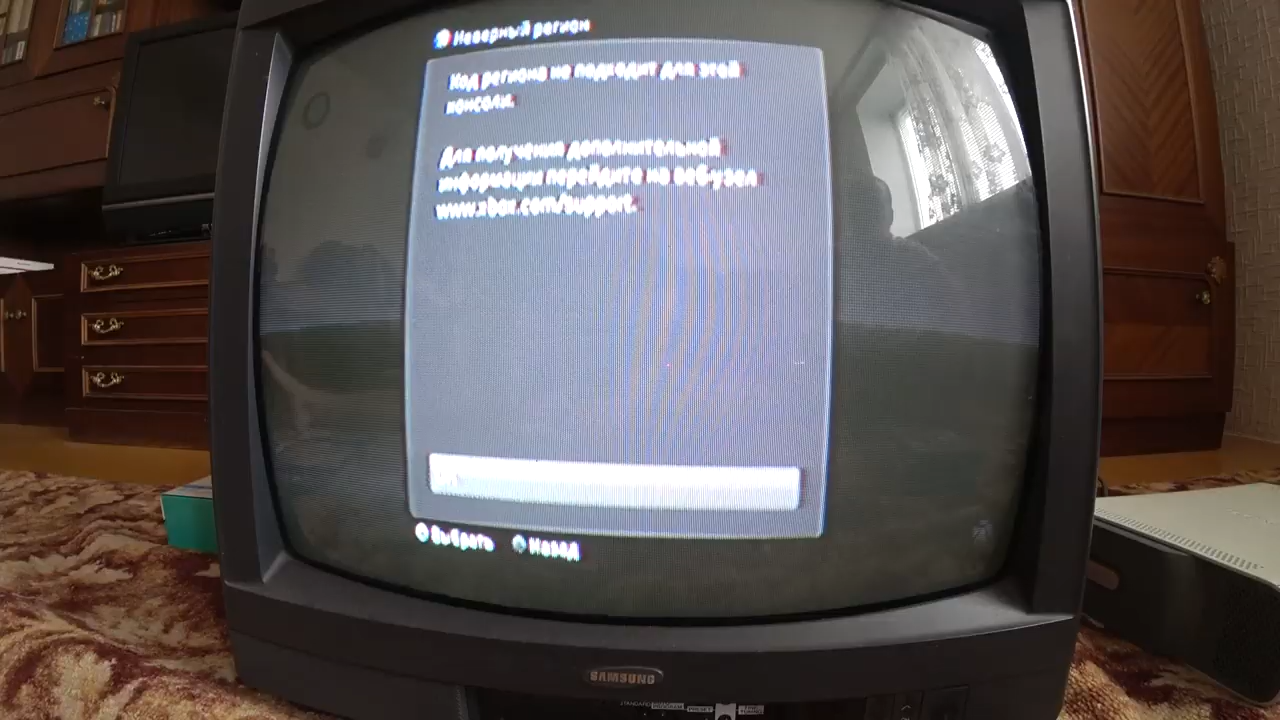 Неверный регион
Код региона не подходит для этой
консоли.
Для получения дополнительной
информации перейдите на веб-узел
www.xbox.com/support.
Выбрать Назад
SAMSUNG